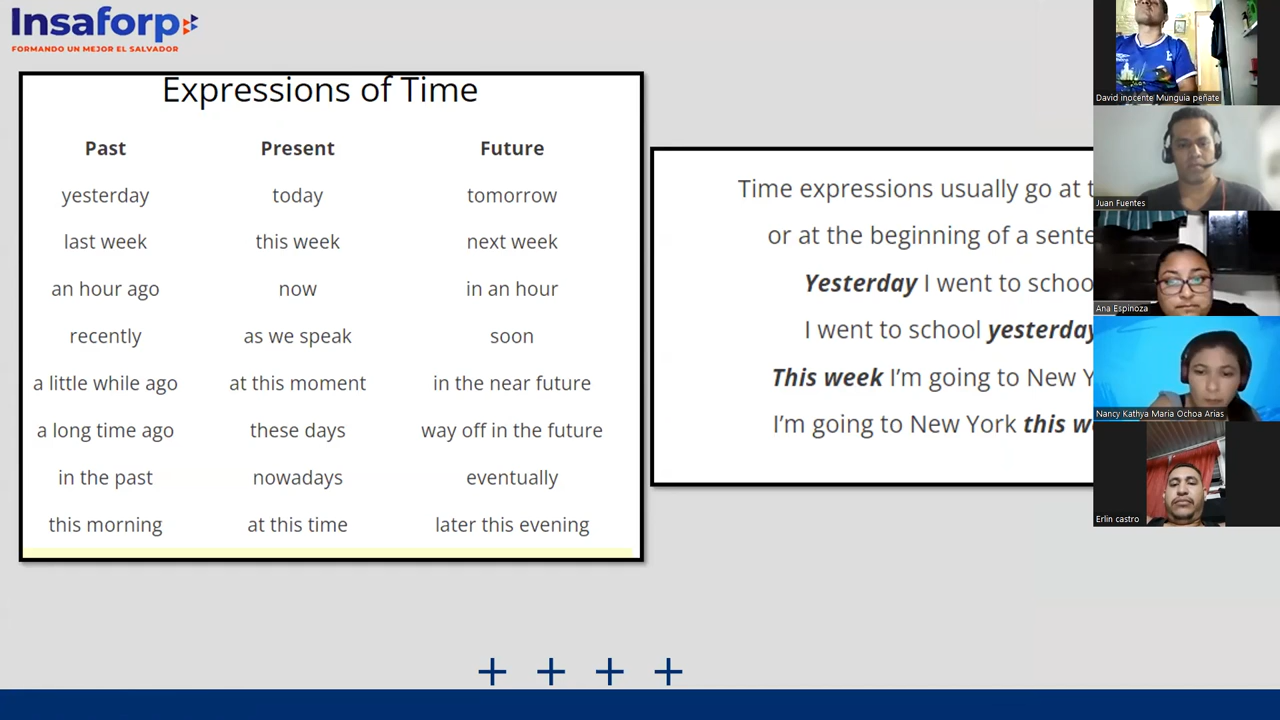 Insaforp
FORMANDO UN MEJOR EL SALVADOR
Expressions of Time
Past Present Future
yesterday today tomorrow
last week this week next week
an hour ago now in an hour
recently as we speak soon
a little while ago at this moment in the near future
a long time ago these days way off in the future
in the past nowadays eventually
this morning at this time later this evening
Time expressions usually go at
or at the beginning of a
Yesterday I went to
I went to school yesterday
This week I'm going to New
I'm going to New York this
David inocente Munguia peñate
Juan Fuentes
Ana Espinoza
Nancy Kathya Maria Ochoa Arias
Erlin castro